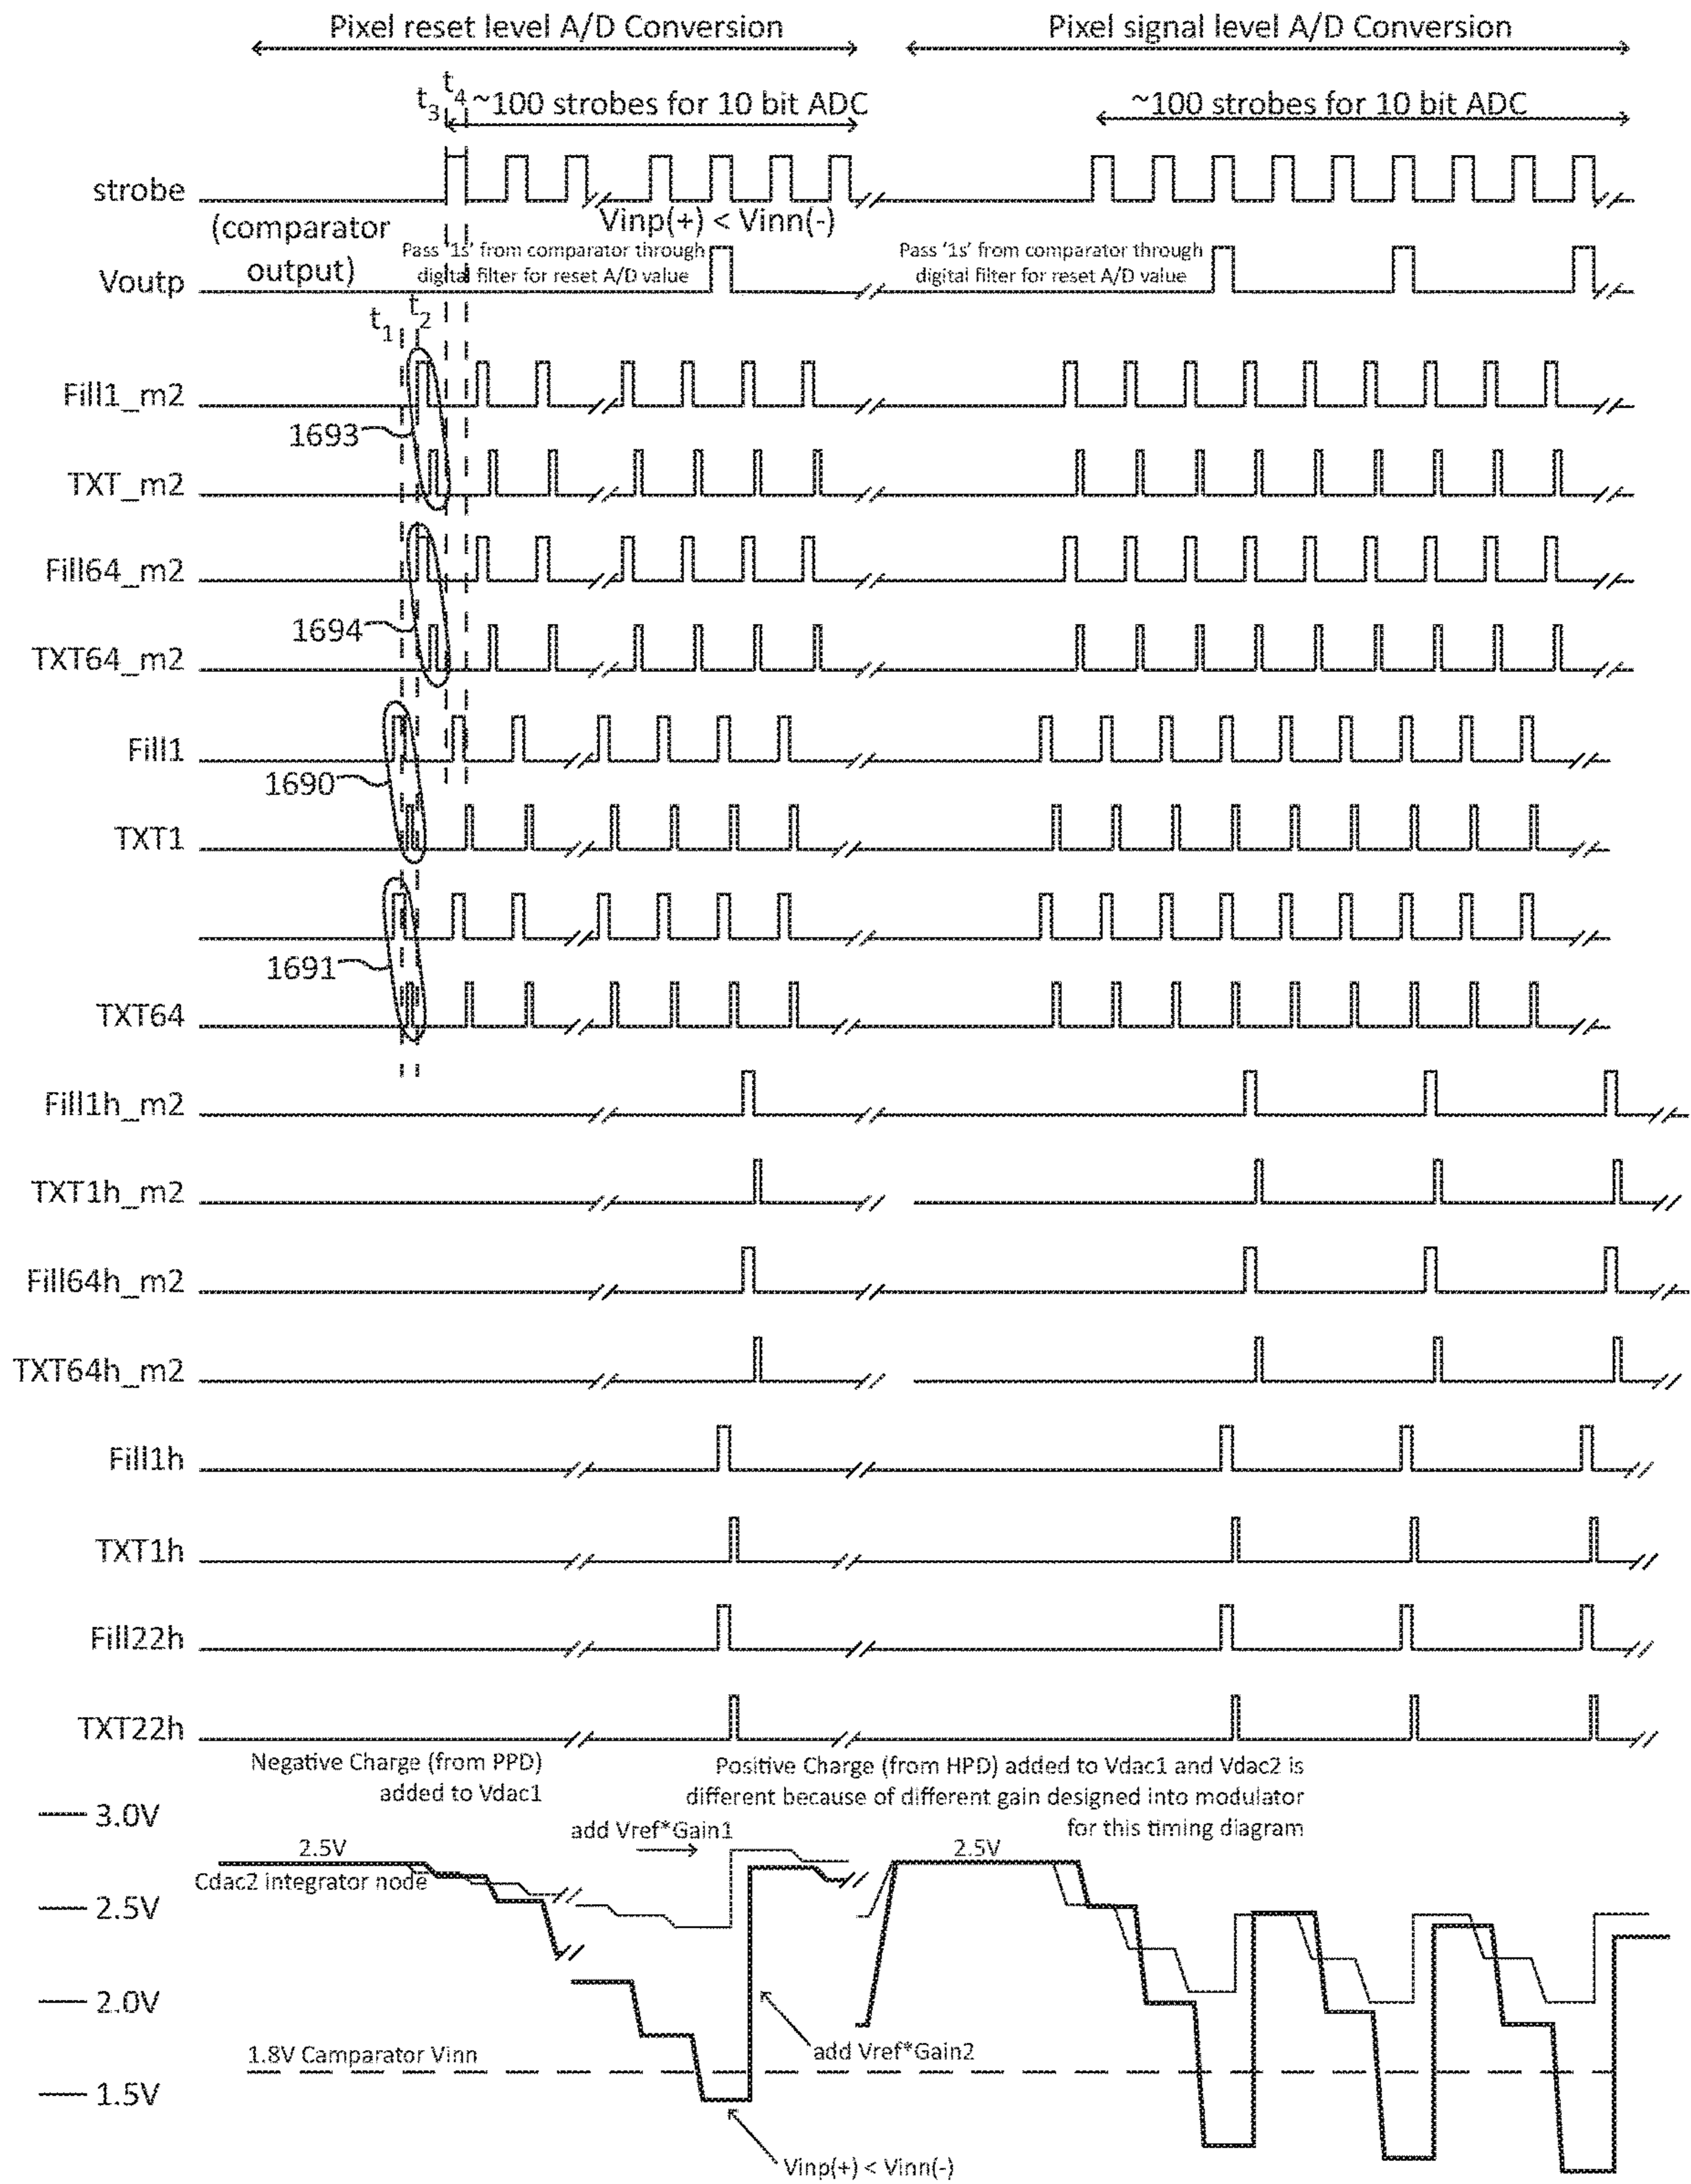 Pixel reset level A/D Conversion
Pixel signal level A/D Conversion
t3
t4
~100 strobes for 10 bit ADC
~100 strobes for 10 bit ADC
strobe
Vinp(+) < Vinn(-)
(comparator
output)
Voutp
Pass '1s' from comparator through
digital filter for reset A/D value
Pass '1s' from comparator through
digital filter for reset A/D value
t1
t2
Fill1_m2
1693
TXT_m2
Fill64_m2
1694
TXT64_m2
Fill1
1690
TXT1
1691
TXT64
Fill1h_m2
TXT1h_m2
Fill64h_m2
TXT64h_m2
Fill1h
TXT1h
Fill22h
TXT22h
Negative Charge (from PPD)
added to Vdac1
Positive Charge (from HPD) added to Vdac1 and Vdac2 is
different because of different gain designed into modulator
for this timing diagram
3.0V
2.5V
add Vref*Gain1
2.5V
Cdac2 integrator node
2.5V
2.0V
add Vref*Gain2
1.8V Camparator Vinn
1.5V
Vinp(+) < Vinn(-)